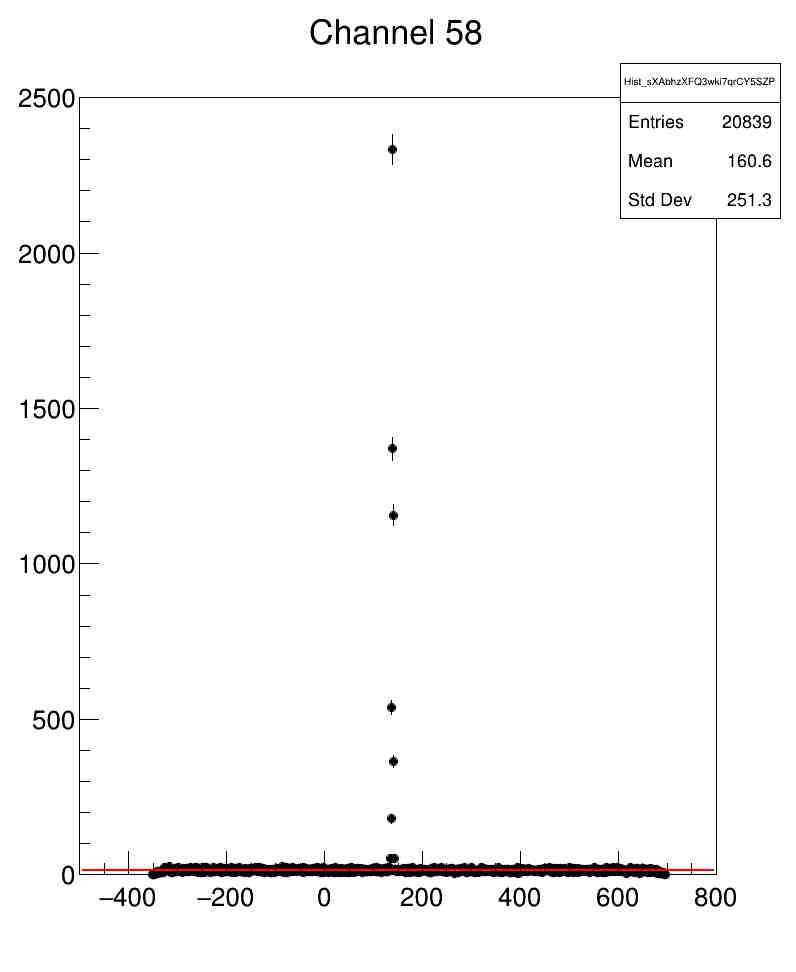 Channel 58
Hist_sXAbhzXFQ3wki7qrCY5SZP
Entries 20839
Mean 160.6
Std Dev 251.3
2500
2000
1500
1000
500
0
−400 −200 0 200 400 600 800